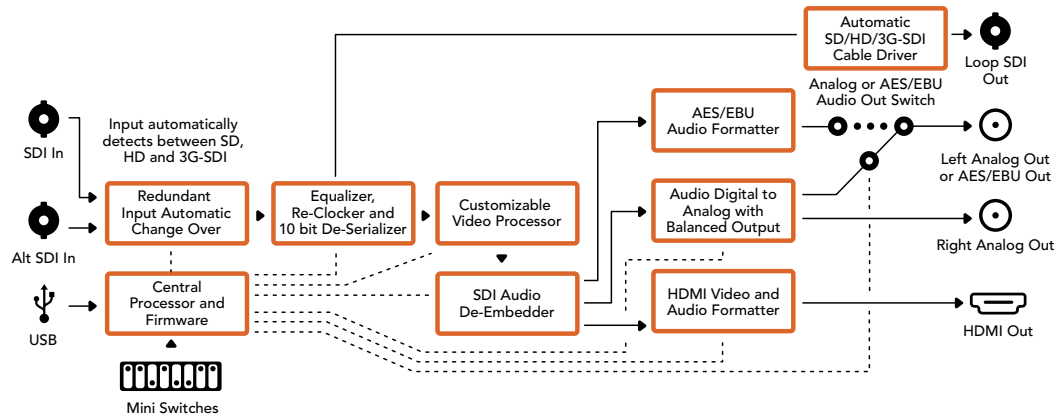 Automatic
SD/HD/3G-SDI
Cable Driver
Loop SDI
Out
Analog or AES/EBU
Audio Out Switch
SDI In
Input automatically
detects between SD,
HD and 3G-SDI
AES/EBU
Audio Formatter
Left Analog Out
or AES/EBU Out
Redundant
Input Automatic
Change Over
Equalizer,
Re-Clocker and
10 bit De-Serializer
Customizable
Video Processor
Audio Digital to
Analog with
Balanced Output
Right Analog Out
Alt SDI In
Central
Processor and
Firmware
SDI Audio
De-Embedder
HDMI Video and
Audio Formatter
USB
HDMI Out
Mini Switches